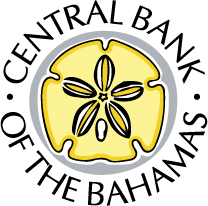 CENTRAL BANK
OF THE BAHAMAS